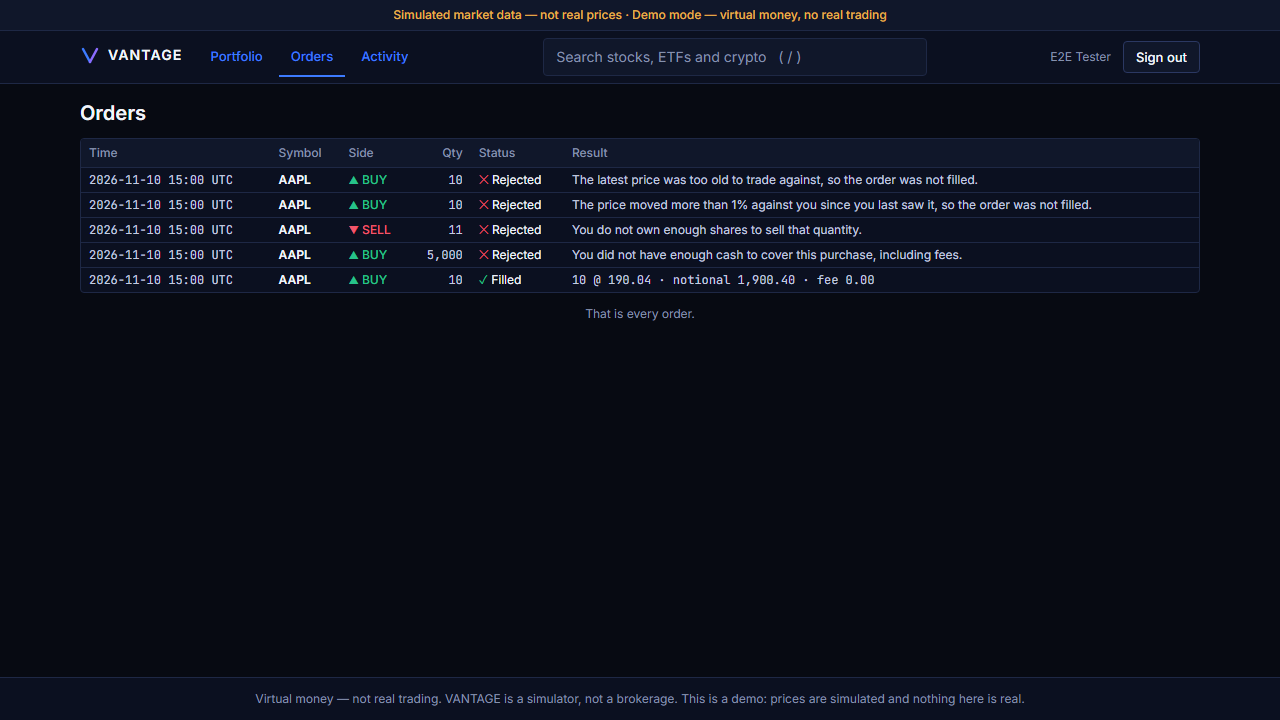 Simulated market data — not real prices · Demo mode — virtual money, no real trading
VANTAGE Portfolio Orders Activity Search stocks, ETFs and crypto ( / ) E2E Tester Sign out
Orders
Time Symbol Side Qty Status Result
2026-11-10 15:00 UTC AAPL ▲ BUY 10 ✕ Rejected The latest price was too old to trade against, so the order was not filled.
2026-11-10 15:00 UTC AAPL ▲ BUY 10 ✕ Rejected The price moved more than 1% against you since you last saw it, so the order was not filled.
2026-11-10 15:00 UTC AAPL ▼ SELL 11 ✕ Rejected You do not own enough shares to sell that quantity.
2026-11-10 15:00 UTC AAPL ▲ BUY 5,000 ✕ Rejected You did not have enough cash to cover this purchase, including fees.
2026-11-10 15:00 UTC AAPL ▲ BUY 10 ✓ Filled 10 @ 190.04 · notional 1,900.40 · fee 0.00
That is every order.
Virtual money — not real trading. VANTAGE is a simulator, not a brokerage. This is a demo: prices are simulated and nothing here is real.